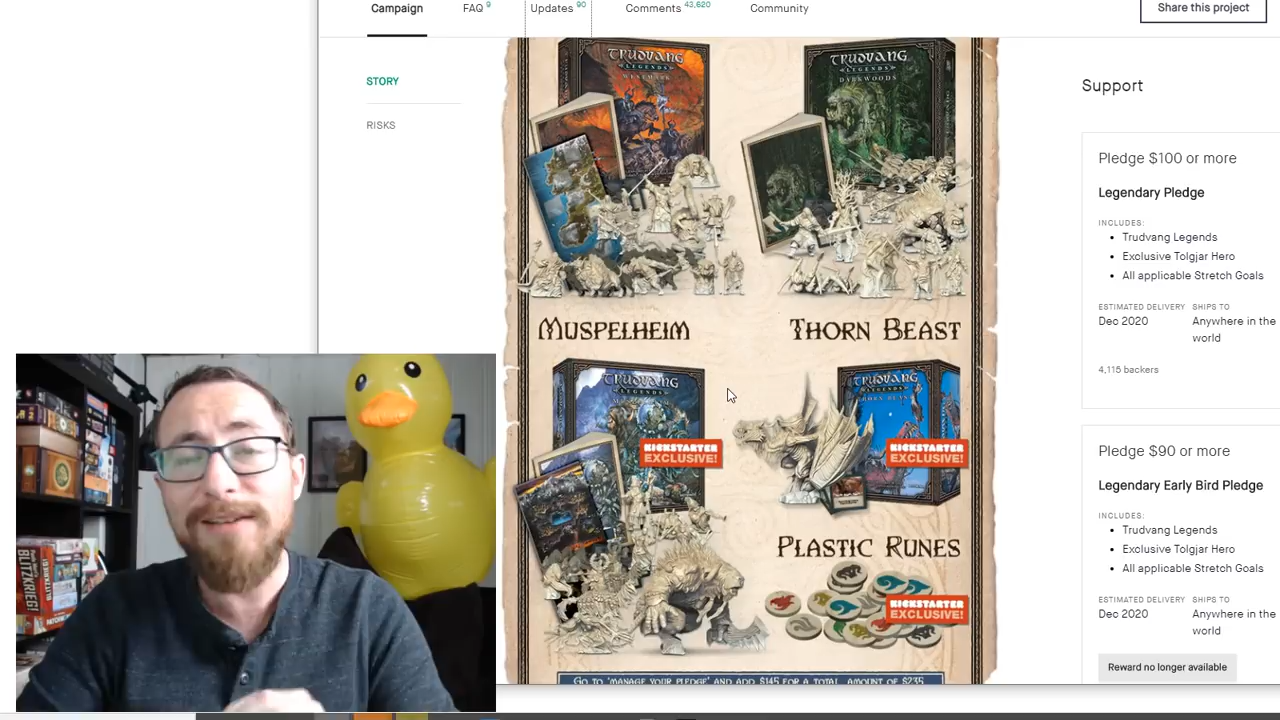 Campaign
FAQ 9
Updates 90
Comments 43,620
Community
Share this project
STORY
RISKS
TRUDVANG
LEGENDS
WESTMARK
TRUDVANG
LEGENDS
DARKWOODS
MUSPELHEIM
THORN BEAST
TRUDVANG
LEGENDS
KICKSTARTER
EXCLUSIVE!
TRUDVANG
LEGENDS
KICKSTARTER
EXCLUSIVE!
PLASTIC RUNES
KICKSTARTER
EXCLUSIVE!
GO TO 'MANAGE YOUR PLEDGE' AND ADD $145 FOR A TOTAL AMOUNT OF $235
Support
Pledge $100 or more
Legendary Pledge
INCLUDES:
• Trudvang Legends
• Exclusive Tolgjar Hero
• All applicable Stretch Goals
ESTIMATED DELIVERY SHIPS TO
Dec 2020 Anywhere in the
world
4,115 backers
Pledge $90 or more
Legendary Early Bird Pledge
INCLUDES:
• Trudvang Legends
• Exclusive Tolgjar Hero
• All applicable Stretch Goals
ESTIMATED DELIVERY SHIPS TO
Dec 2020 Anywhere in the
world
Reward no longer available
BLITZKRIEG!